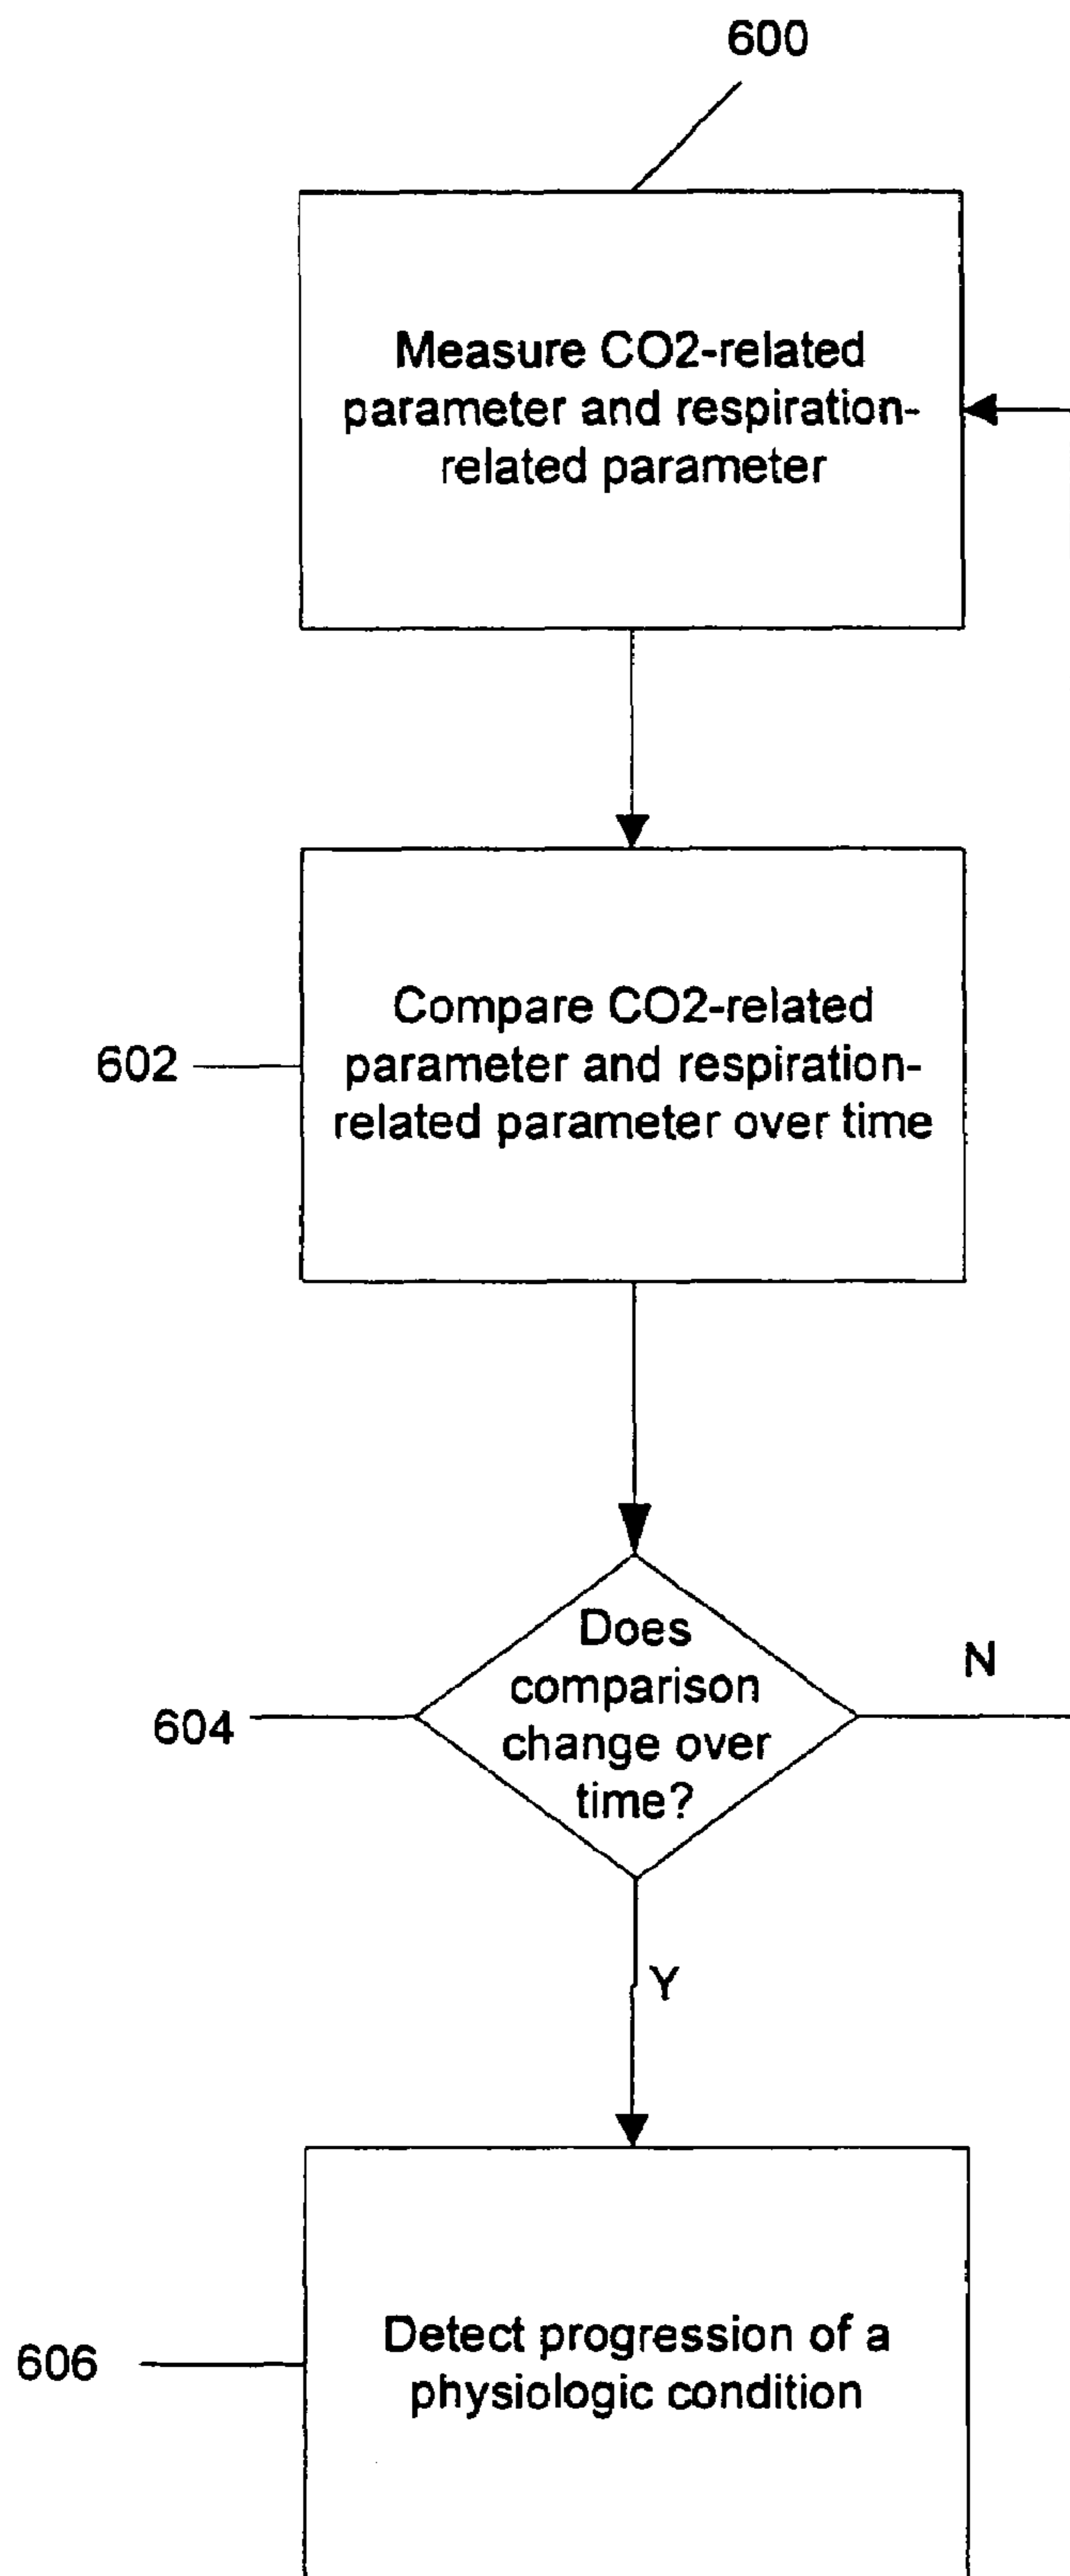 600
Measure CO2-related
parameter and respiration-
related parameter
602
Compare CO2-related
parameter and respiration-
related parameter over time
604
Does
comparison
change over
time?
N
Y
606
Detect progression of a
physiologic condition